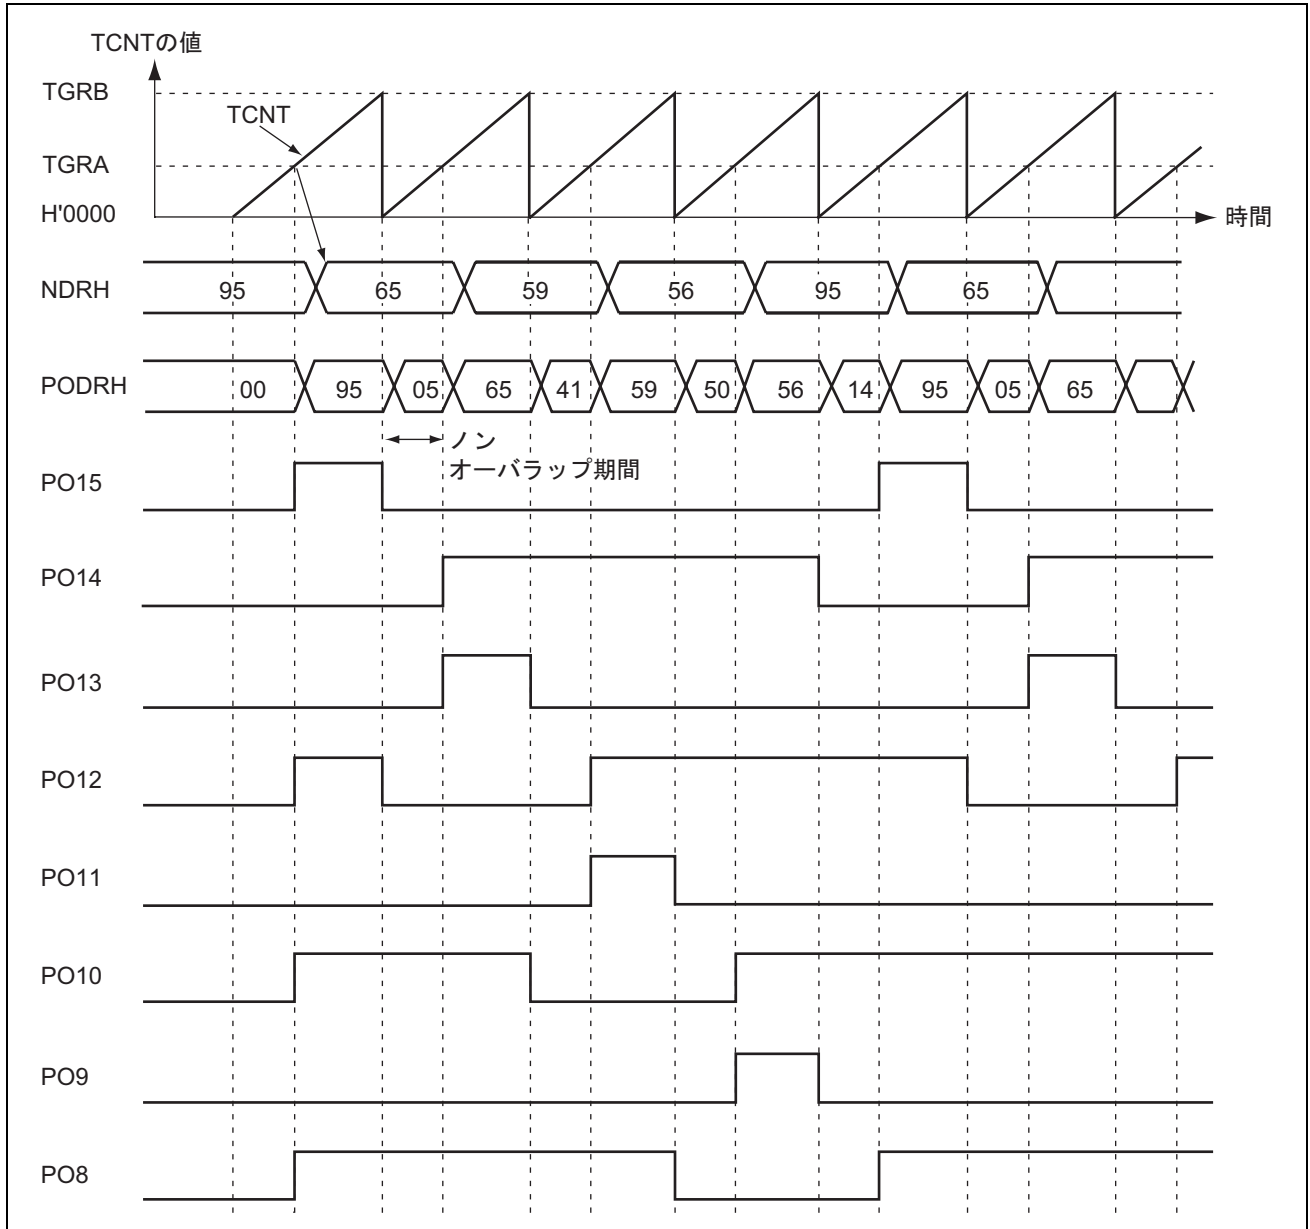 TCNTの値
TGRB
TCNT
TGRA
H'0000
時間
NDRH 95 65 59 56 95 65
PODRH 00 95 05 65 41 59 50 56 14 95 05 65
ノン
オーバラップ期間
PO15
PO14
PO13
PO12
PO11
PO10
PO9
PO8